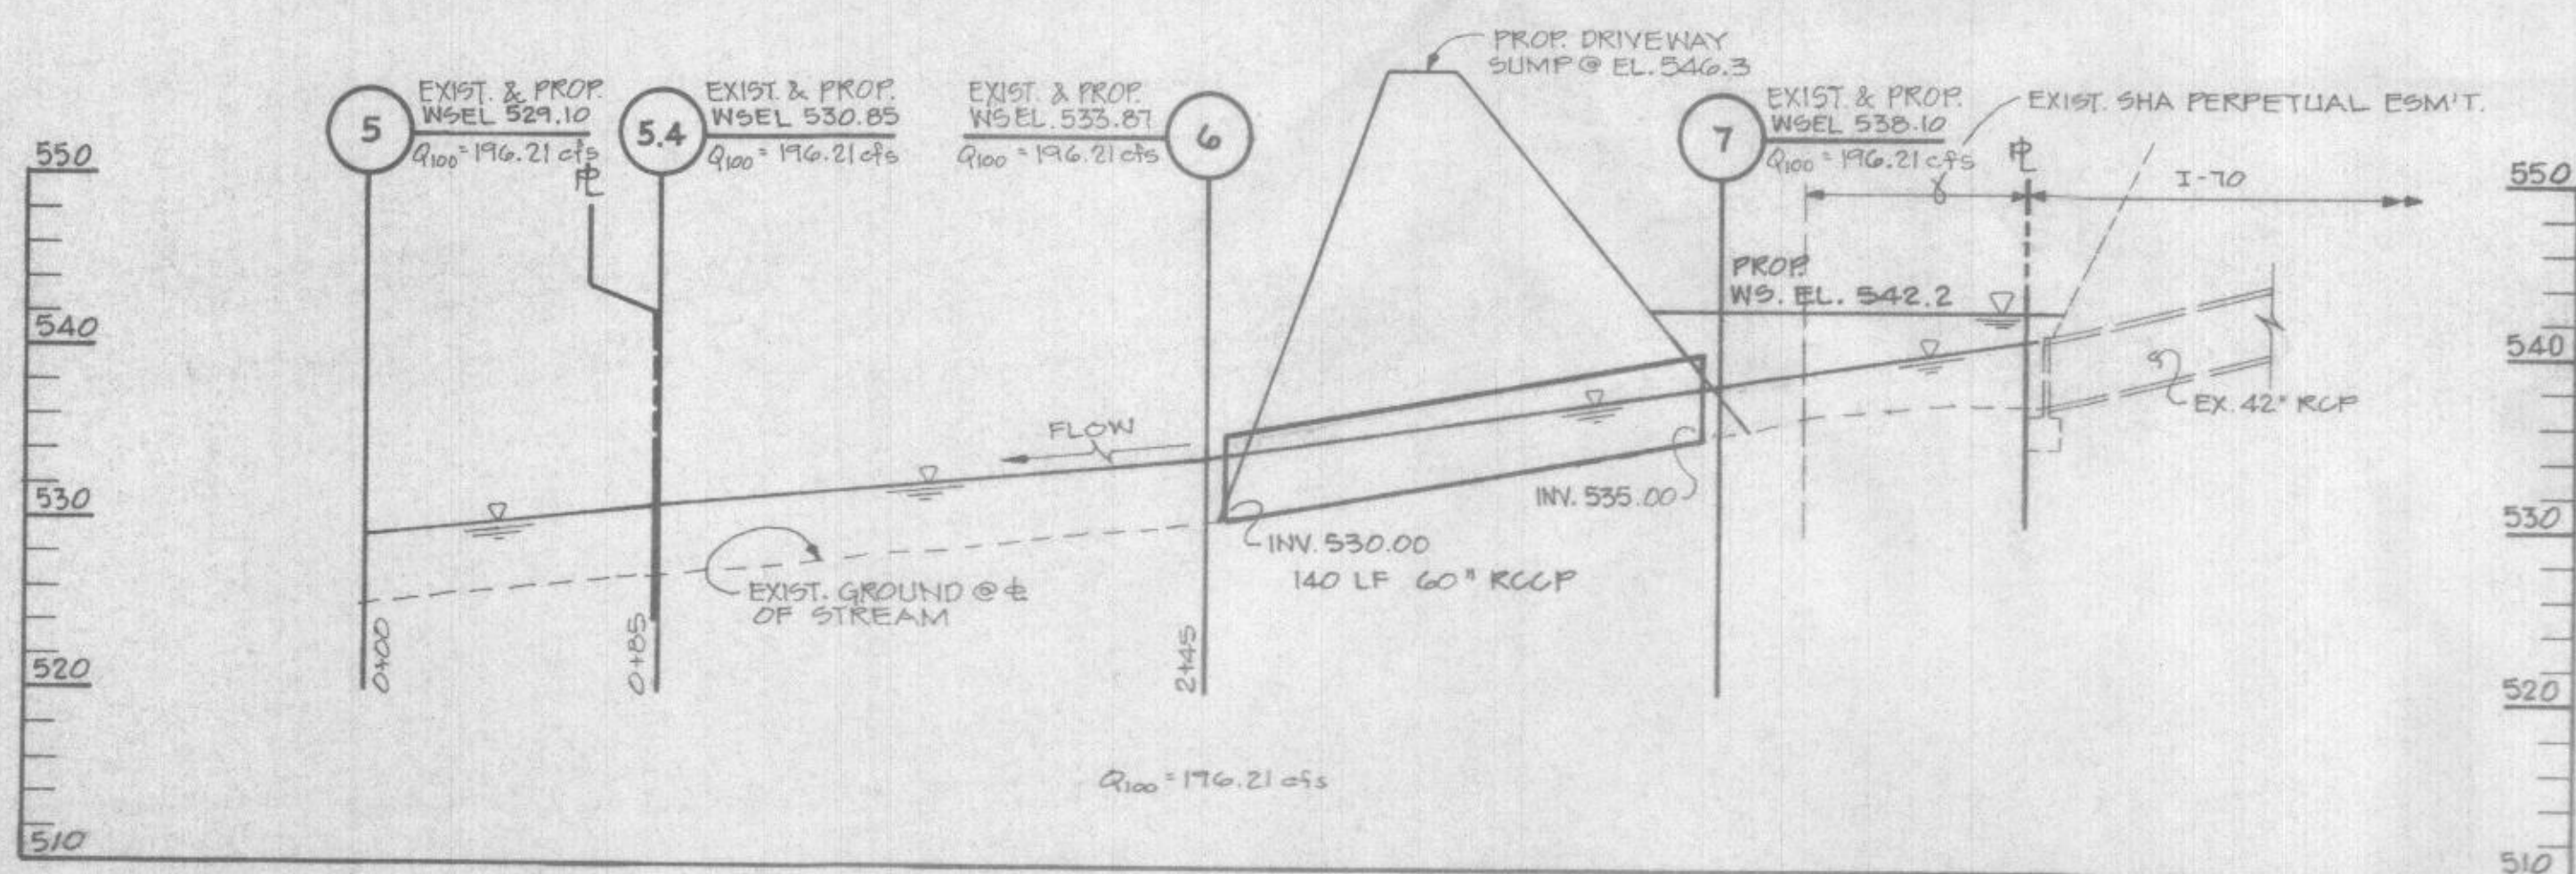 PROP. DRIVEWAY
SUMP @ EL. 546.3
5
EXIST. & PROP.
WSEL 529.10
Q100 = 196.21 cfs
5.4
EXIST. & PROP.
WSEL 530.85
Q100 = 196.21 cfs
EXIST. & PROP.
WSEL. 533.87
Q100 = 196.21 cfs
6
7
EXIST. & PROP.
WSEL 538.10
Q100 = 196.21 cfs
EXIST. SHA PERPETUAL ESM'T.
PL
PL
I-70
550
550
PROP.
WS. EL. 542.2
540
540
EX. 42" RCP
FLOW
530
530
INV. 535.00
INV. 530.00
140 LF 60" RCCP
EXIST. GROUND @ CL
OF STREAM
0+00
0+85
2+45
520
520
Q100 = 196.21 cfs
510
510